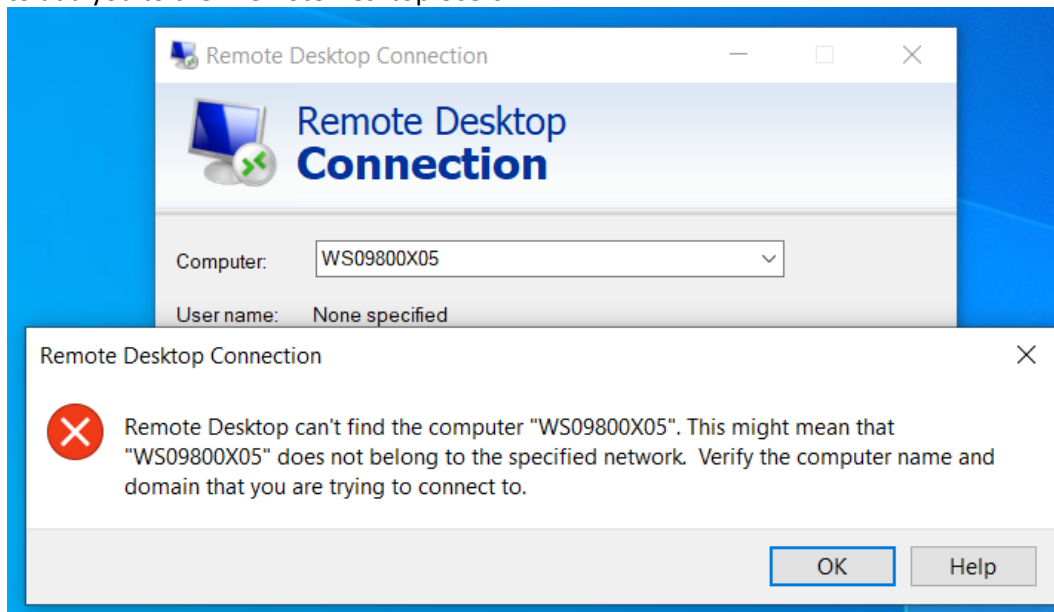 Remote Desktop Connection
Remote Desktop
Connection
Computer: WS09800X05
User name: None specified
Remote Desktop Connection
Remote Desktop can't find the computer "WS09800X05". This might mean that
"WS09800X05" does not belong to the specified network. Verify the computer name and
domain that you are trying to connect to.
OK Help